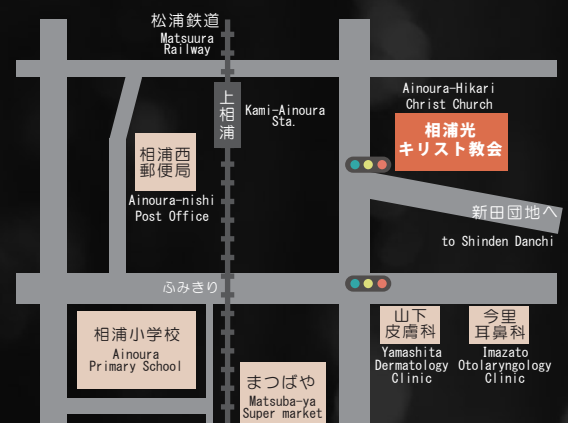 松浦鉄道
Matsuura
Railway
上相浦
Kami-Ainoura
Sta.
Ainoura-Hikari
Christ Church
相浦光
キリスト教会
相浦西
郵便局
Ainoura-nishi
Post Office
新田団地へ
to Shinden Danchi
ふみきり
相浦小学校
Ainoura
Primary School
山下
皮膚科
Yamashita
Dermatology
Clinic
今里
耳鼻科
Imazato
Otolaryngology
Clinic
まつばや
Matsuba-ya
Super market